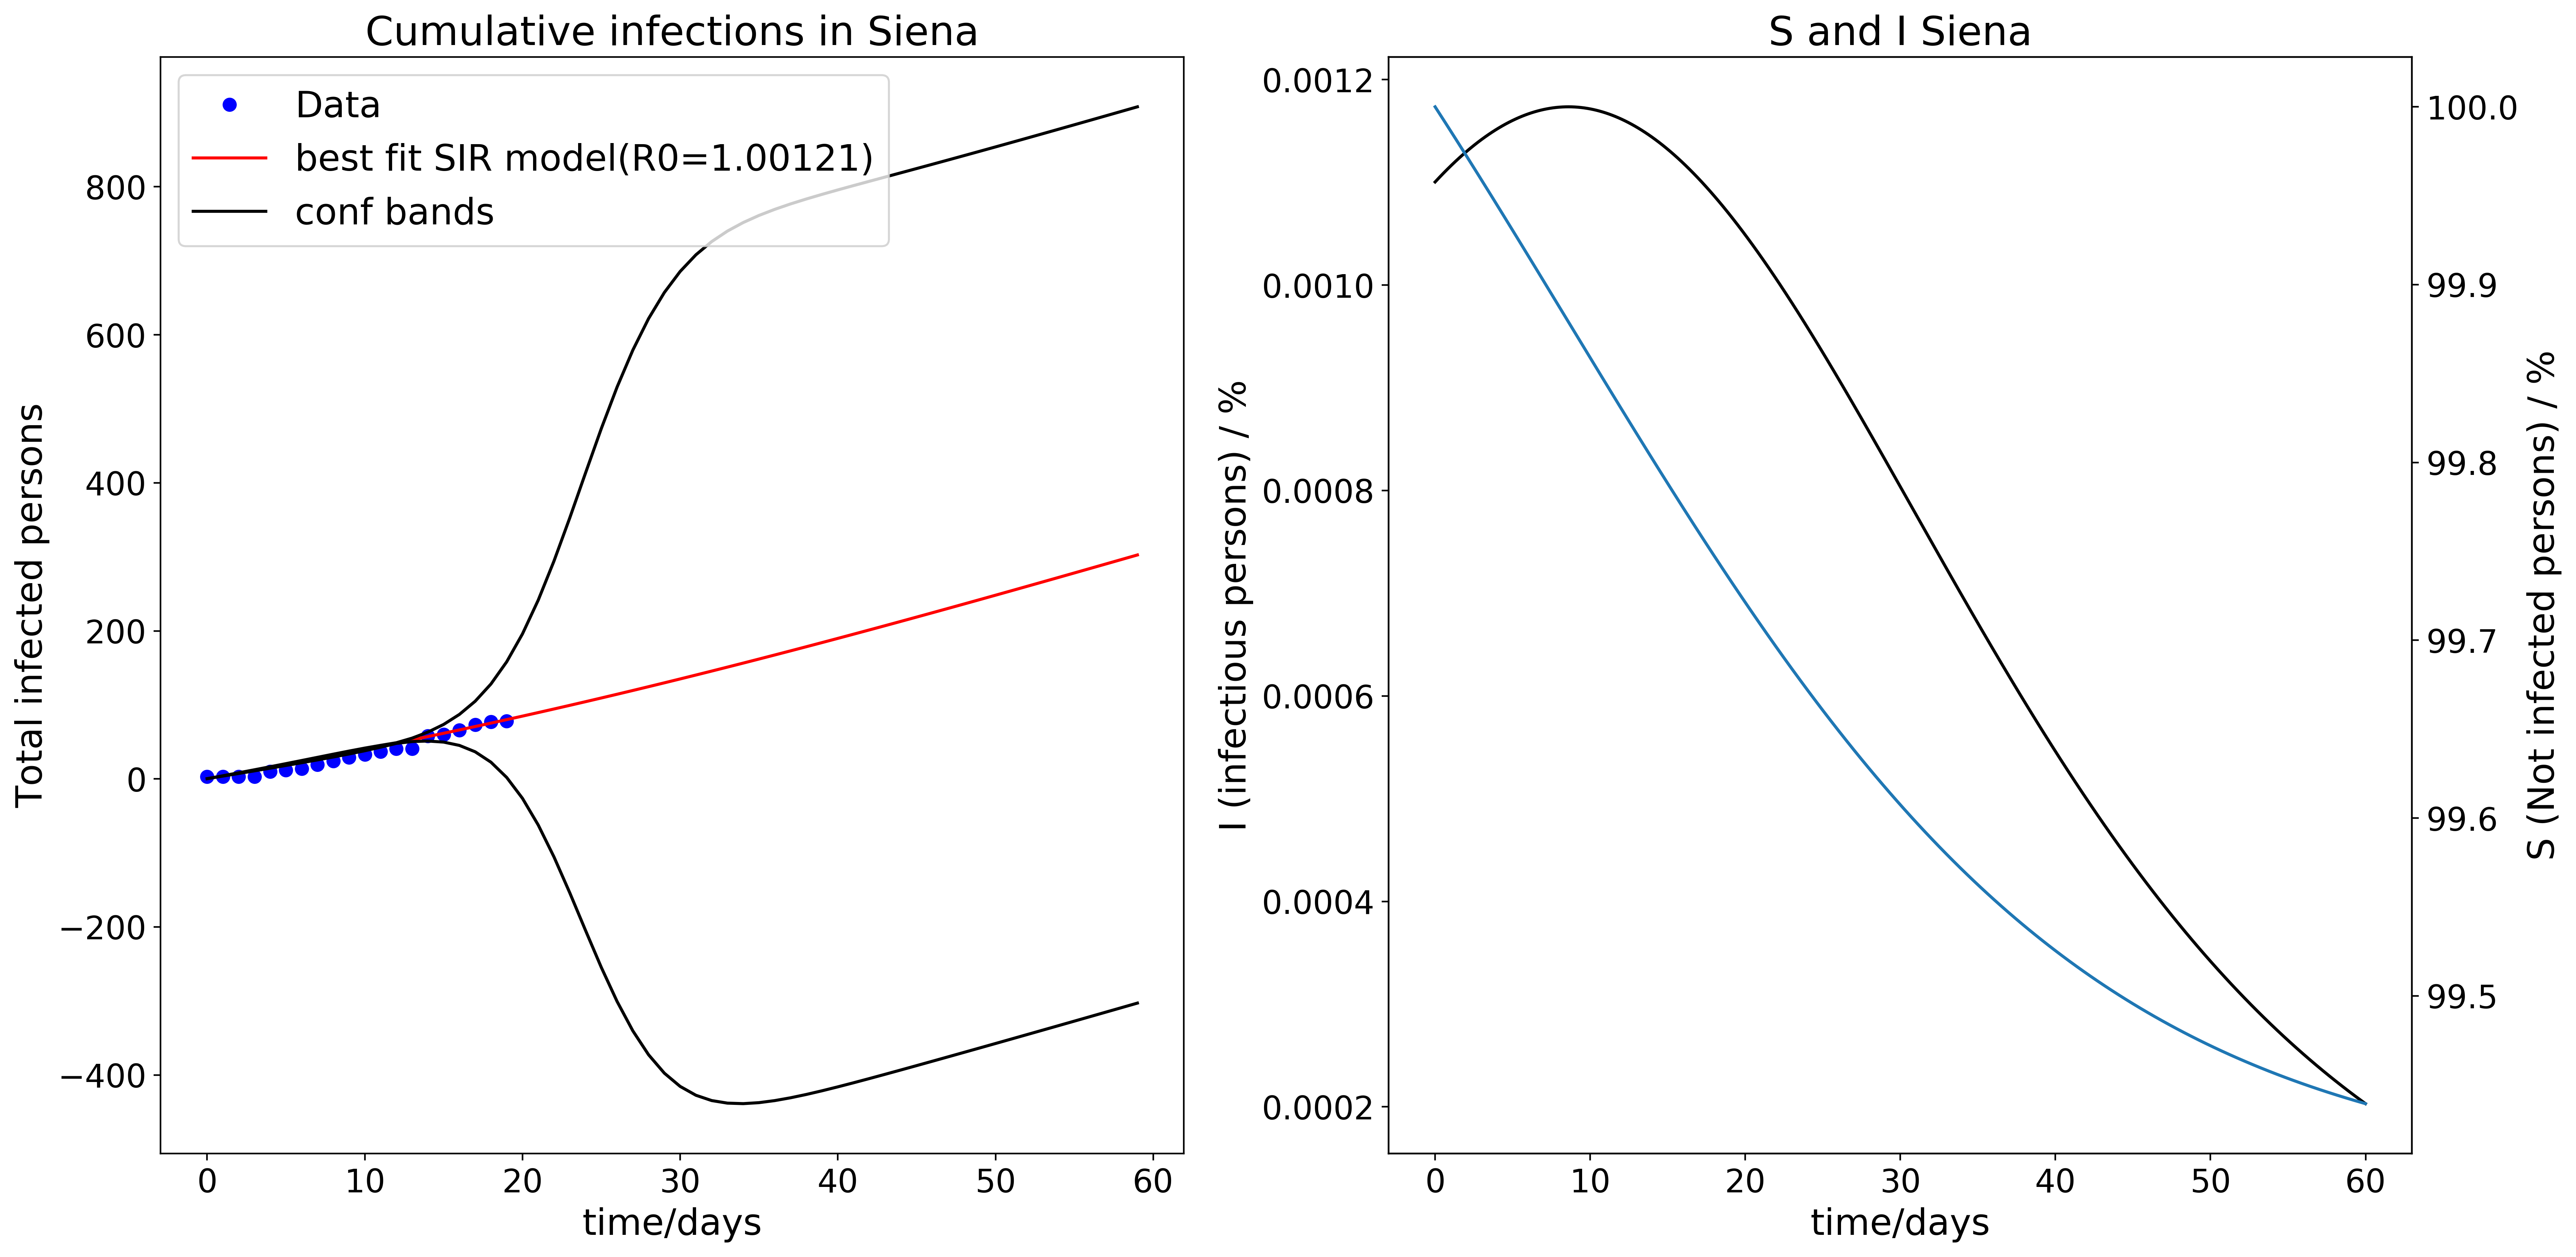 Cumulative infections in Siena
Data
best fit SIR model(R0=1.00121)
conf bands
Total infected persons
800
600
400
200
0
−200
−400
0 10 20 30 40 50 60
time/days
S and I Siena
I (infectious persons) / %
0.0012
0.0010
0.0008
0.0006
0.0004
0.0002
0 10 20 30 40 50 60
time/days
100.0
99.9
99.8
99.7
99.6
99.5
S (Not infected persons) / %